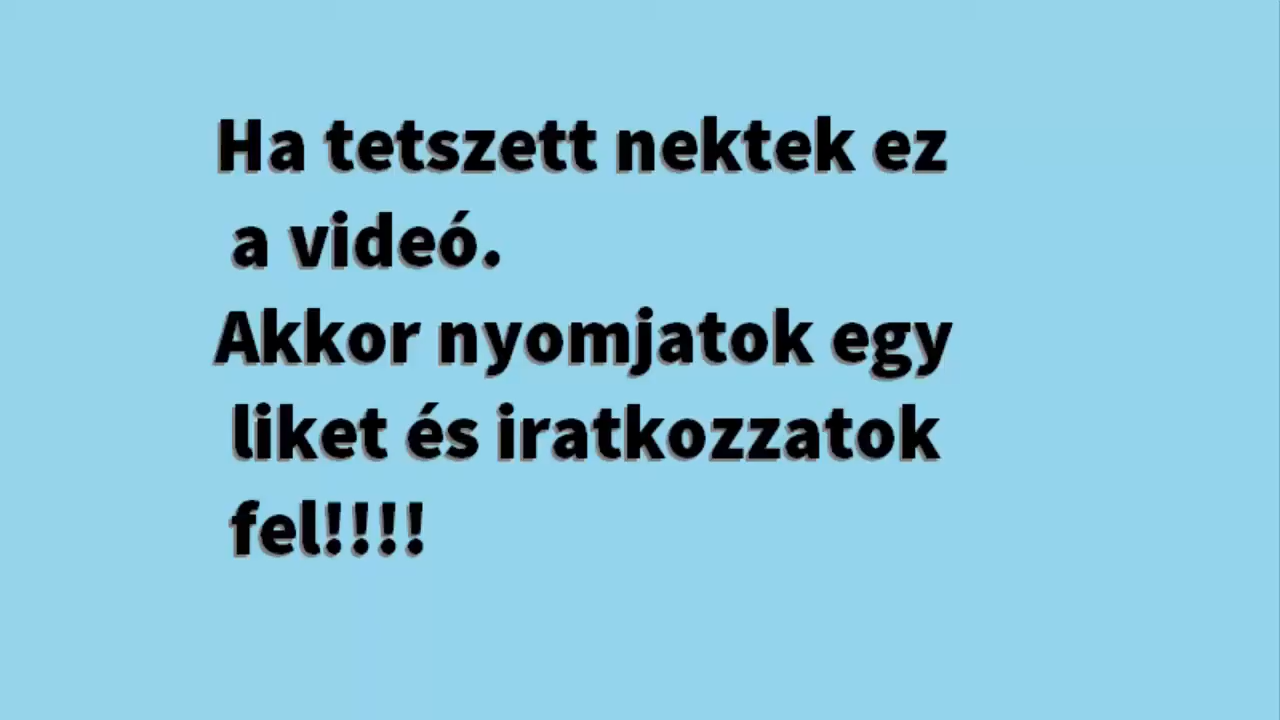 Ha tetszett nektek ez
a videó.
Akkor nyomjatok egy
liket és iratkozzatok
fel!!!!